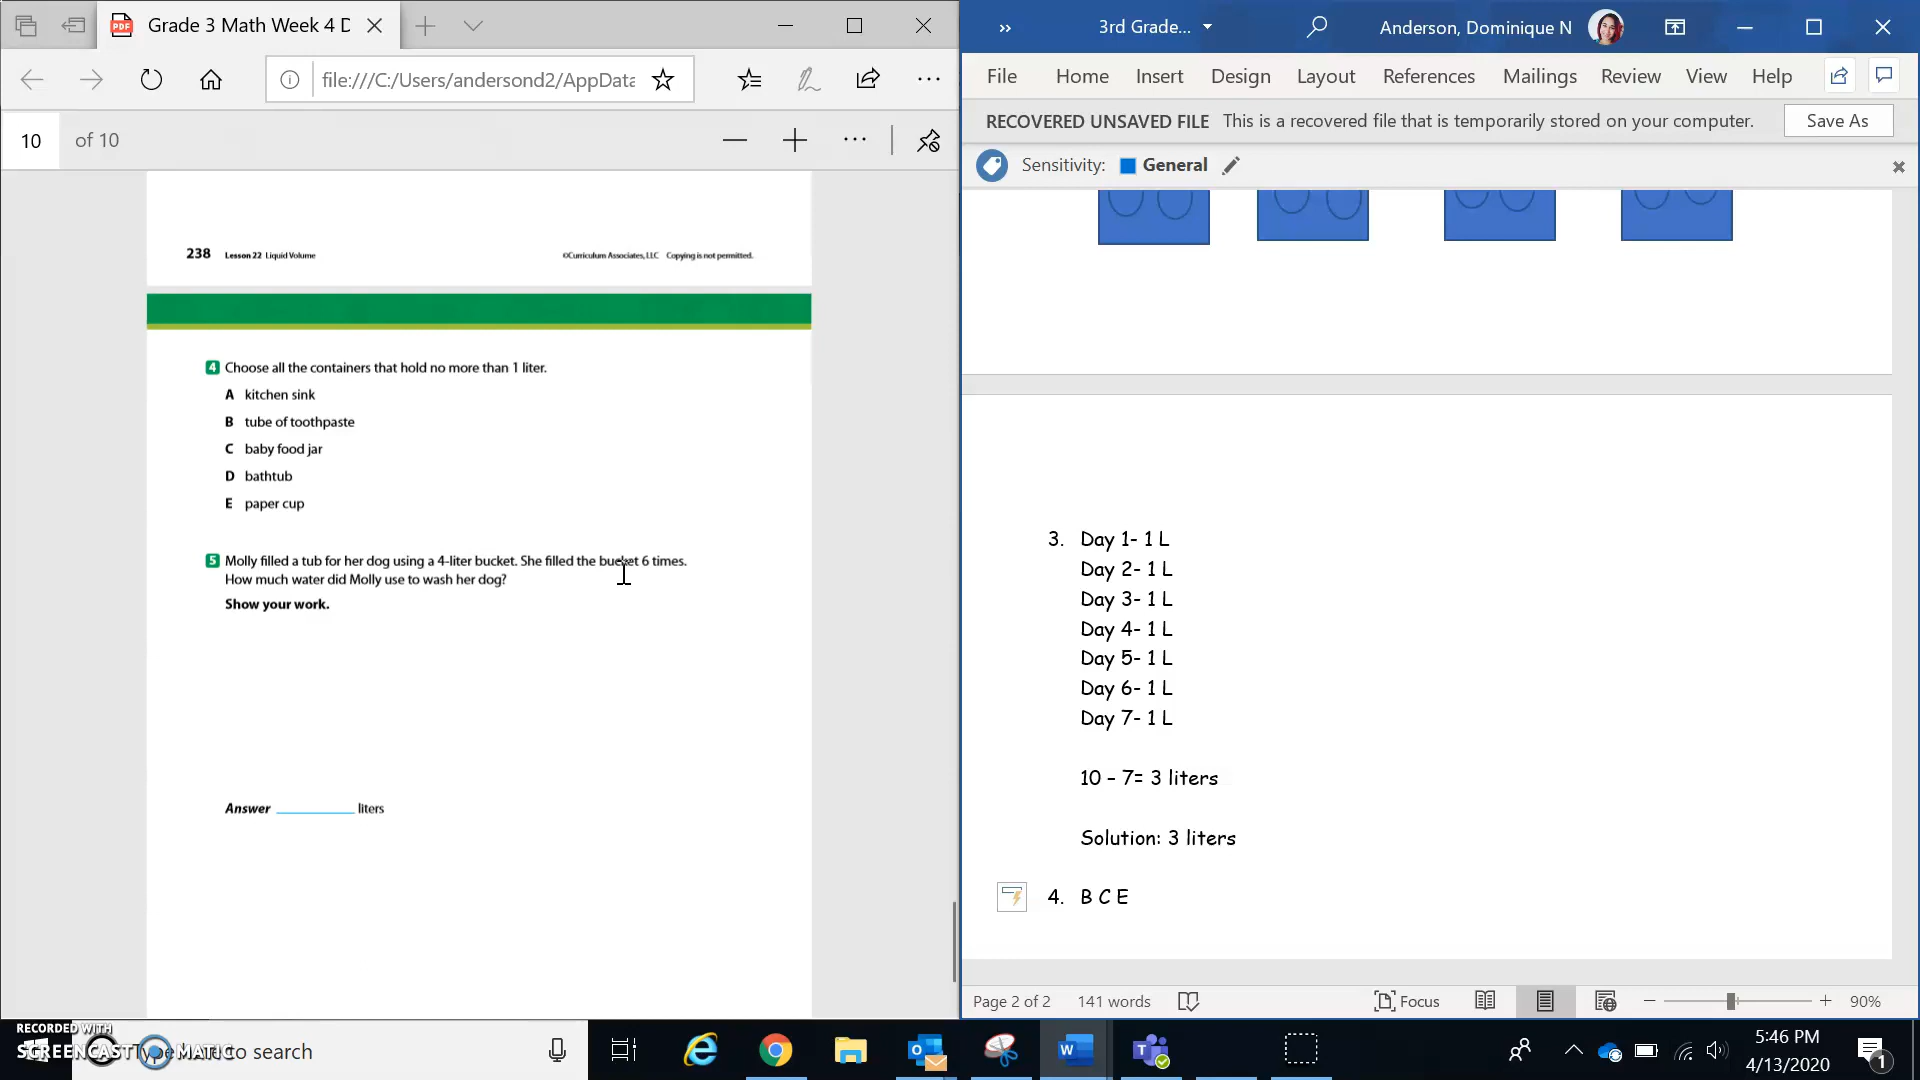 Grade 3 Math Week 4 D
file:///C:/Users/andersond2/AppData
10 of 10
238 Lesson 22 Liquid Volume ©Curriculum Associates, LLC Copying is not permitted.
4 Choose all the containers that hold no more than 1 liter.
A kitchen sink
B tube of toothpaste
C baby food jar
D bathtub
E paper cup
5 Molly filled a tub for her dog using a 4-liter bucket. She filled the bucket 6 times.
How much water did Molly use to wash her dog?
Show your work.
Answer liters
3rd Grade... Anderson, Dominique N
File Home Insert Design Layout References Mailings Review View Help
RECOVERED UNSAVED FILE This is a recovered file that is temporarily stored on your computer. Save As
Sensitivity: General
3. Day 1- 1 L
Day 2- 1 L
Day 3- 1 L
Day 4- 1 L
Day 5- 1 L
Day 6- 1 L
Day 7- 1 L
10 – 7= 3 liters
Solution: 3 liters
4. B C E
Page 2 of 2 141 words Focus 90%
RECORDED WITH
SCREENCAST MATIC
to search
5:46 PM
4/13/2020
1